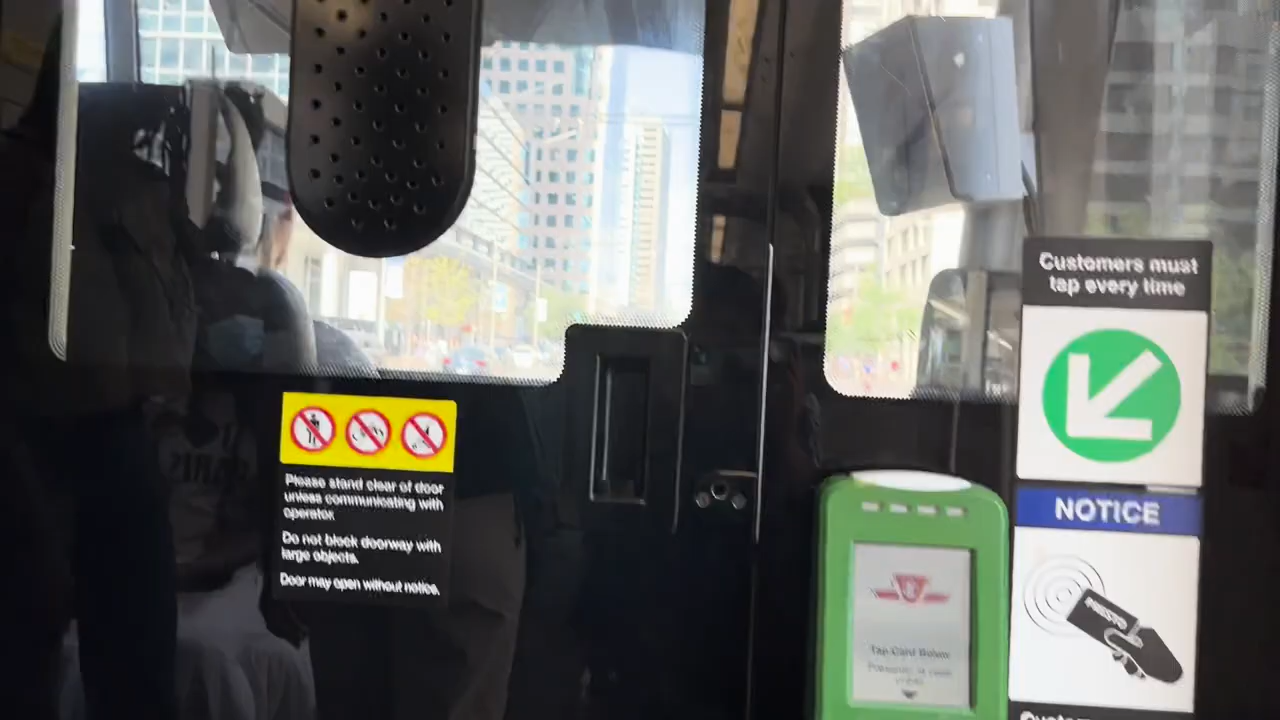 Customers must
tap every time
NOTICE
PRESTO
Please stand clear of door
unless communicating with
operator.
Do not block doorway with
large objects.
Door may open without notice.
Tap Card Below